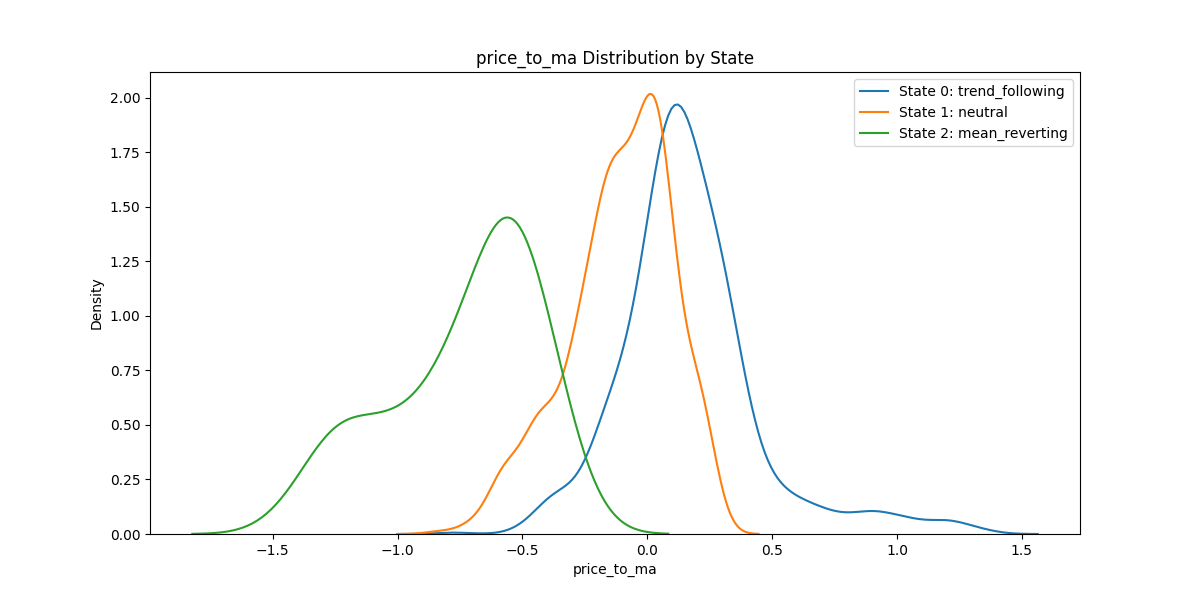 price_to_ma Distribution by State
State 0: trend_following
State 1: neutral
State 2: mean_reverting
Density
2.00
1.75
1.50
1.25
1.00
0.75
0.50
0.25
0.00
−1.5
−1.0
−0.5
0.0
0.5
1.0
1.5
price_to_ma